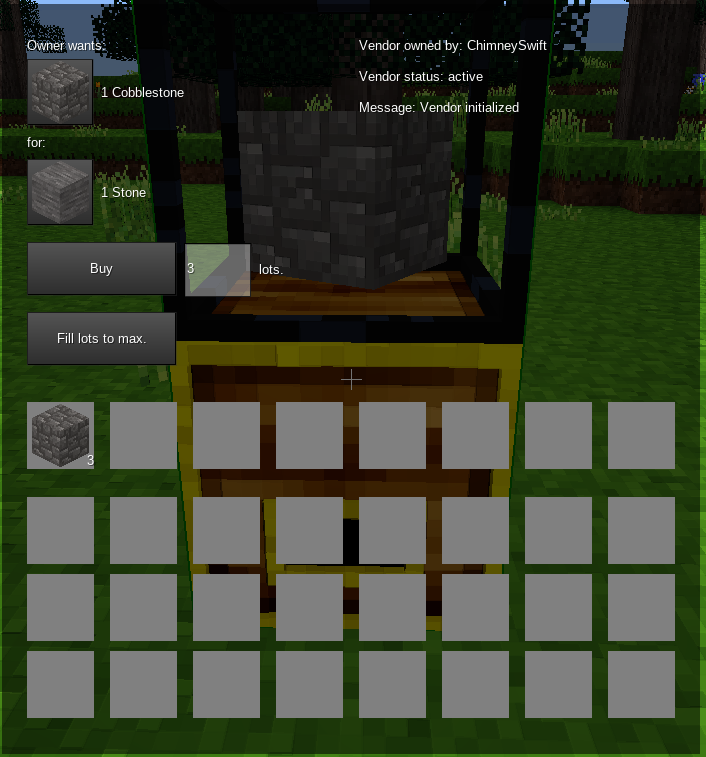 Owner wants:
1 Cobblestone
for:
1 Stone
Buy
3
lots.
Fill lots to max.
Vendor owned by: ChimneySwift
Vendor status: active
Message: Vendor initialized
3